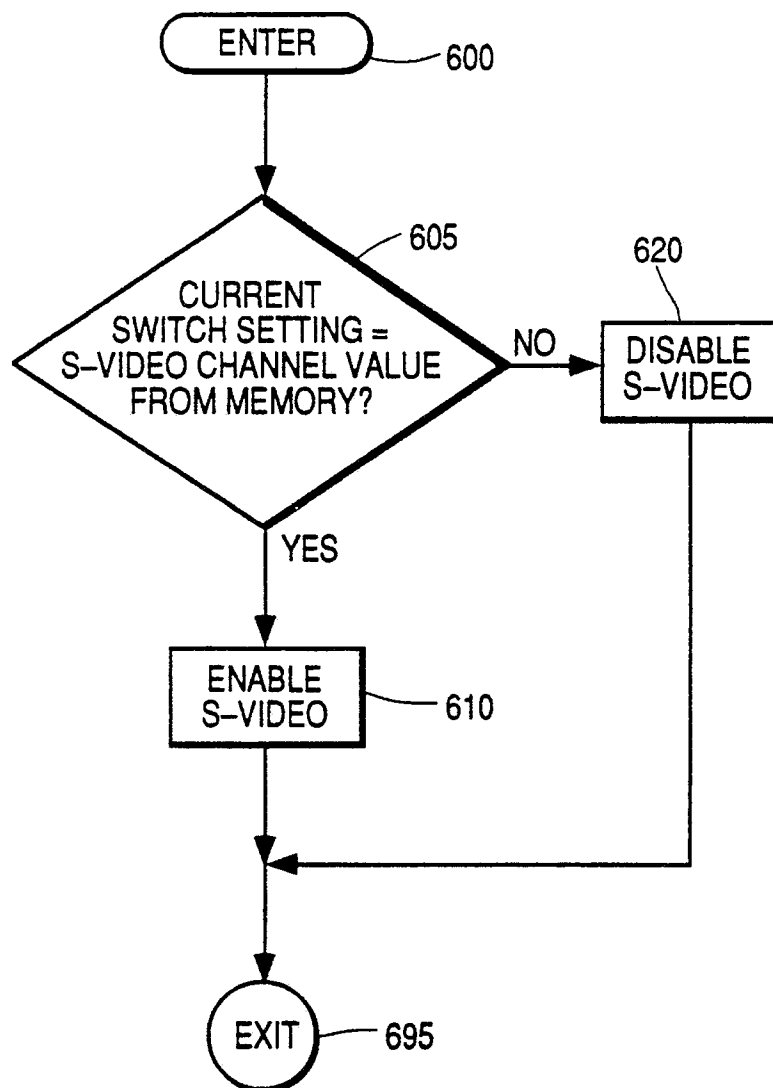 ENTER
600
605
CURRENT
SWITCH SETTING =
S–VIDEO CHANNEL VALUE
FROM MEMORY?
NO
620
DISABLE
S–VIDEO
YES
ENABLE
S–VIDEO
610
EXIT
695